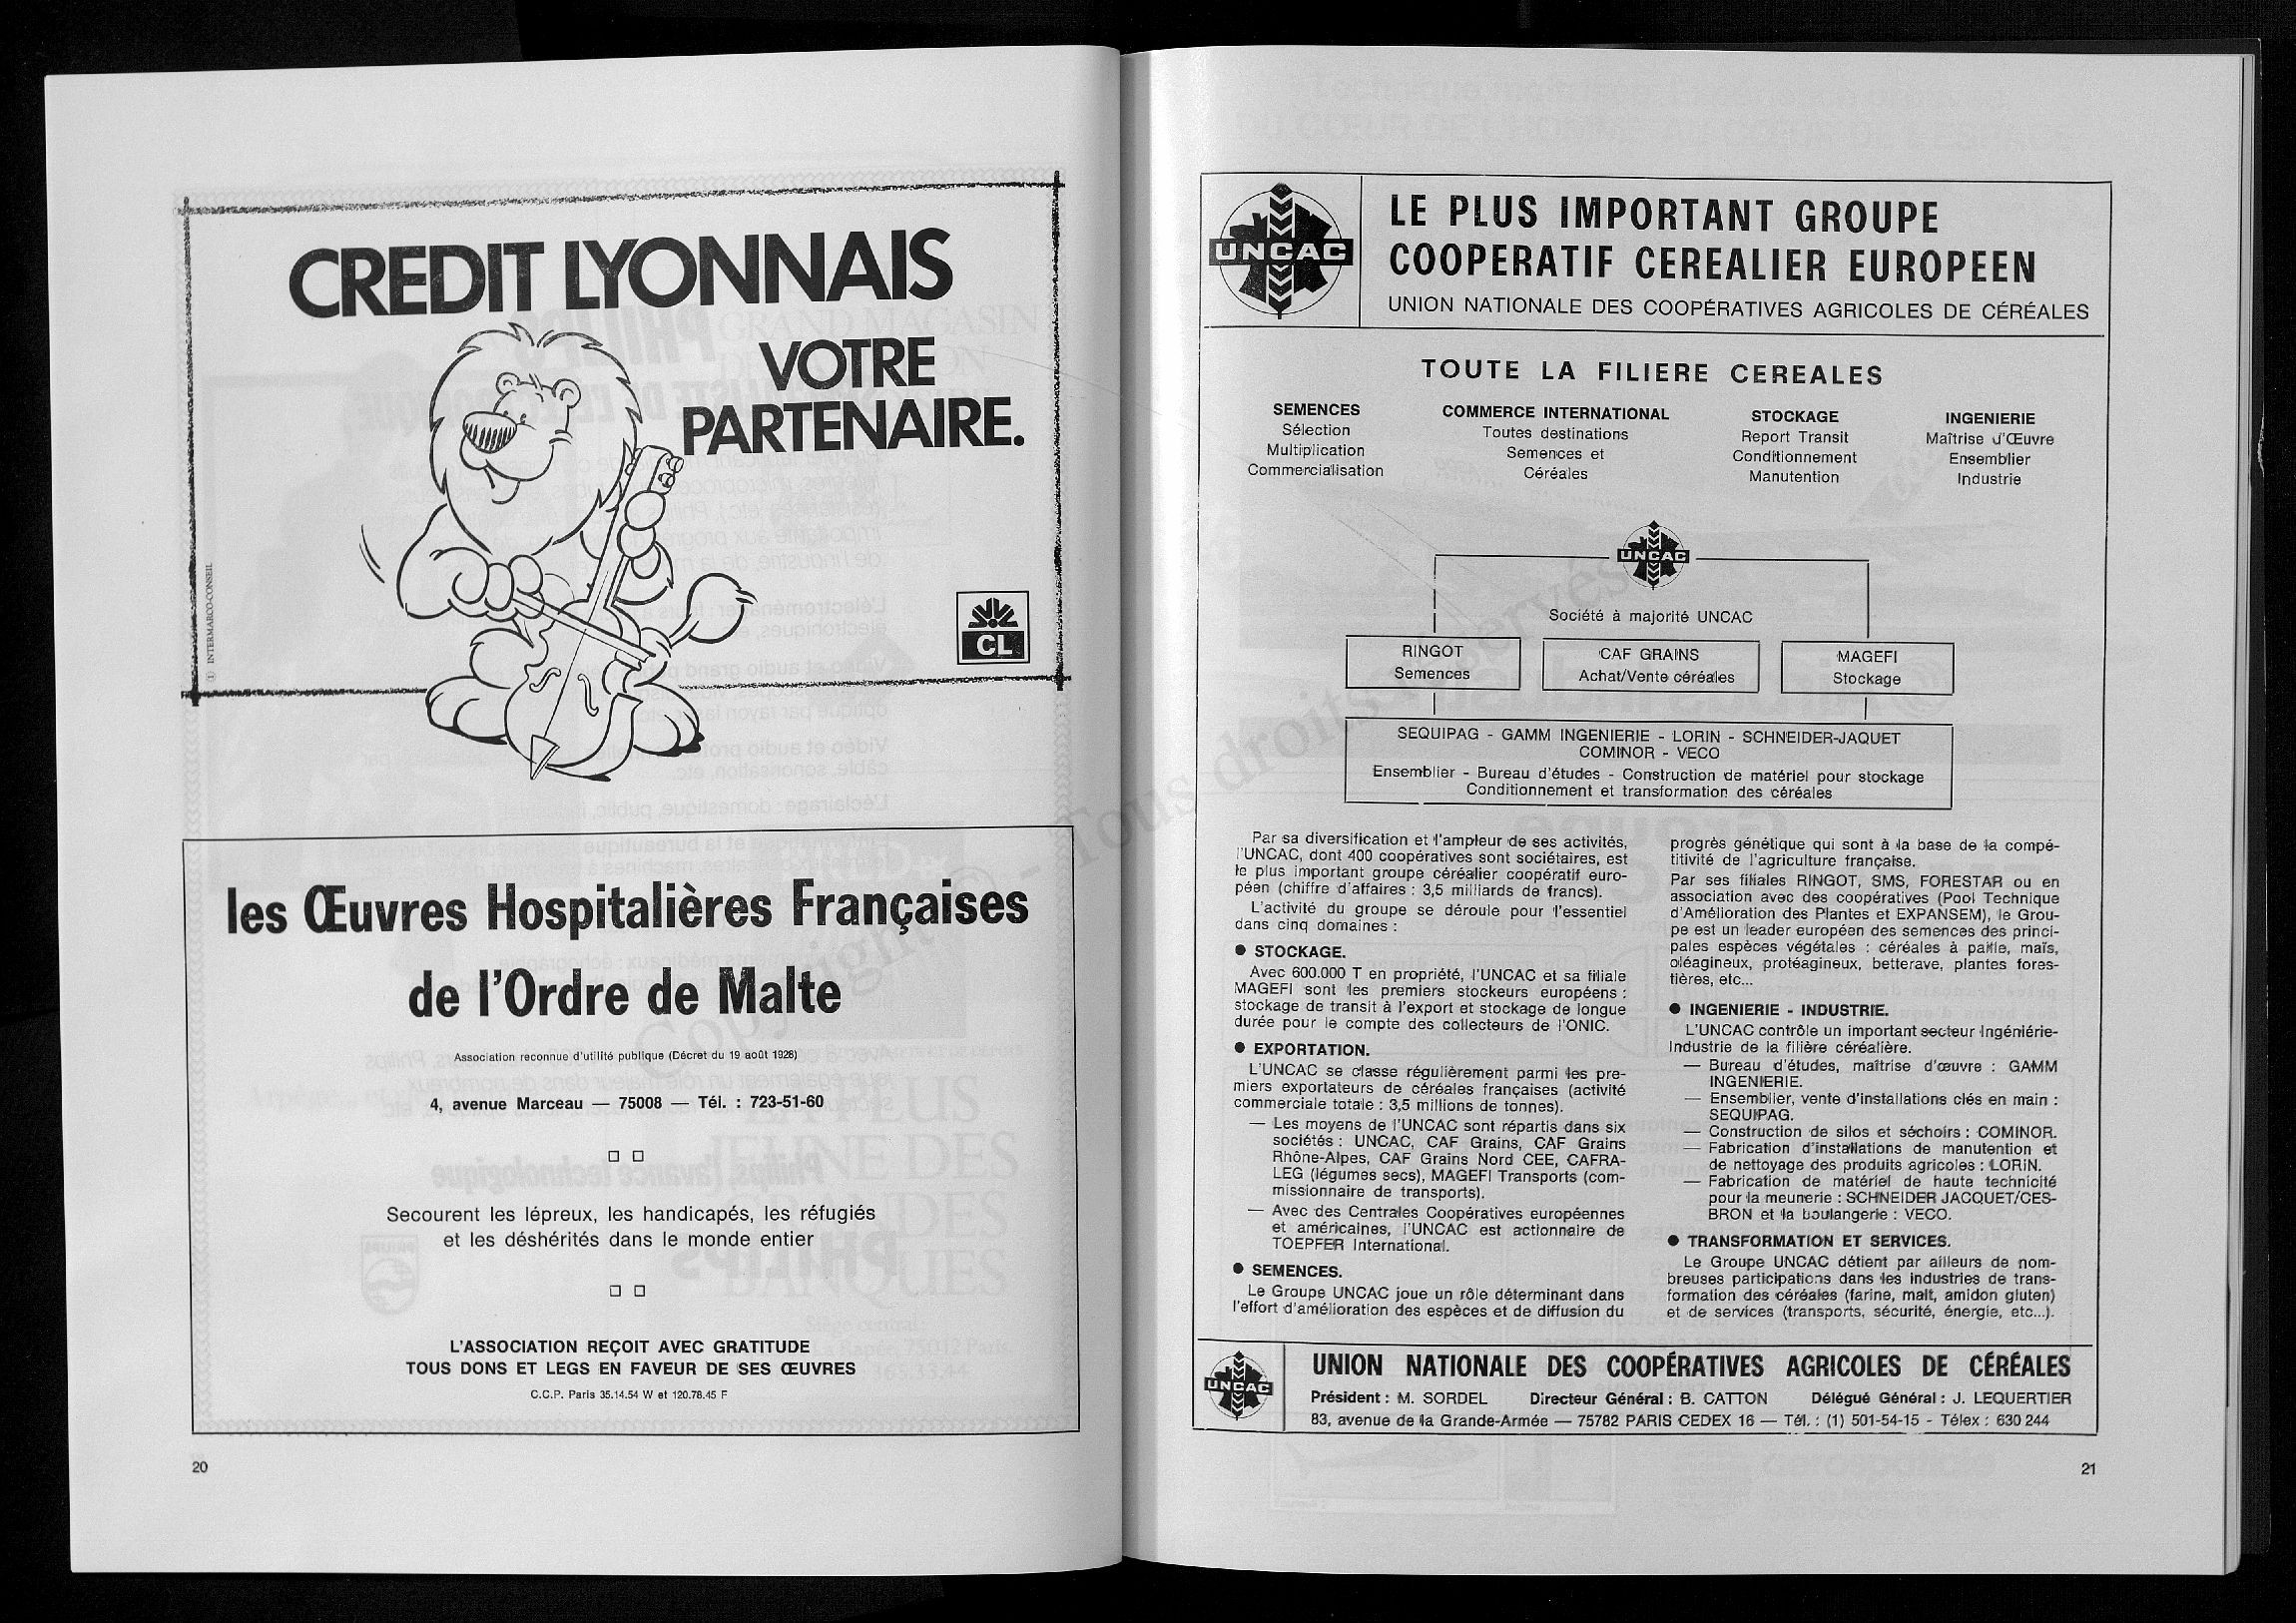 CREDIT LYONNAIS
VOTRE
PARTENAIRE.
INTERMARCO-CONSEIL
CL
les Œuvres Hospitalières Françaises
de l'Ordre de Malte
Association reconnue d'utilité publique (Décret du 19 août 1928)
4, avenue Marceau — 75008 — Tél. : 723-51-60
Secourent les lépreux, les handicapés, les réfugiés
et les déshérités dans le monde entier
L'ASSOCIATION REÇOIT AVEC GRATITUDE
TOUS DONS ET LEGS EN FAVEUR DE SES ŒUVRES
C.C.P. Paris 35.14.54 W et 120.78.45 F
20
UNCAC
LE PLUS IMPORTANT GROUPE
COOPERATIF CEREALIER EUROPEEN
UNION NATIONALE DES COOPÉRATIVES AGRICOLES DE CÉRÉALES
TOUTE LA FILIERE CEREALES
SEMENCES
Sélection
Multiplication
Commercialisation
COMMERCE INTERNATIONAL
Toutes destinations
Semences et
Céréales
STOCKAGE
Report Transit
Conditionnement
Manutention
INGENIERIE
Maîtrise d'Œuvre
Ensemblier
Industrie
UNCAC
Société à majorité UNCAC
RINGOT
Semences
CAF GRAINS
Achat/Vente céréales
MAGEFI
Stockage
SEQUIPAG - GAMM INGENIERIE - LORIN - SCHNEIDER-JAQUET
COMINOR - VECO
Ensemblier - Bureau d'études - Construction de matériel pour stockage
Conditionnement et transformation des céréales
Par sa diversification et l'ampleur de ses activités,
l'UNCAC, dont 400 coopératives sont sociétaires, est
le plus important groupe céréalier coopératif euro-
péen (chiffre d'affaires : 3,5 milliards de francs).
L'activité du groupe se déroule pour l'essentiel
dans cinq domaines :
● STOCKAGE.
Avec 600.000 T en propriété, l'UNCAC et sa filiale
MAGEFI sont les premiers stockeurs européens :
stockage de transit à l'export et stockage de longue
durée pour le compte des collecteurs de l'ONIC.
● EXPORTATION.
L'UNCAC se classe régulièrement parmi les pre-
miers exportateurs de céréales françaises (activité
commerciale totale : 3,5 millions de tonnes).
— Les moyens de l'UNCAC sont répartis dans six
sociétés : UNCAC, CAF Grains, CAF Grains
Rhône-Alpes, CAF Grains Nord CEE, CAFRA-
LEG (légumes secs), MAGEFI Transports (com-
missionnaire de transports).
— Avec des Centrales Coopératives européennes
et américaines, l'UNCAC est actionnaire de
TOEPFER International.
● SEMENCES.
Le Groupe UNCAC joue un rôle déterminant dans
l'effort d'amélioration des espèces et de diffusion du
progrès génétique qui sont à la base de la compé-
titivité de l'agriculture française.
Par ses filiales RINGOT, SMS, FORESTAR ou en
association avec des coopératives (Pool Technique
d'Amélioration des Plantes et EXPANSEM), le Grou-
pe est un leader européen des semences des princi-
pales espèces végétales : céréales à paille, maïs,
oléagineux, protéagineux, betterave, plantes fores-
tières, etc...
● INGENIERIE - INDUSTRIE.
L'UNCAC contrôle un important secteur Ingéniérie-
Industrie de la filière céréalière.
— Bureau d'études, maîtrise d'œuvre : GAMM
INGENIERIE.
— Ensemblier, vente d'installations clés en main :
SEQUIPAG.
— Construction de silos et séchoirs : COMINOR.
— Fabrication d'installations de manutention et
de nettoyage des produits agricoles : LORIN.
— Fabrication de matériel de haute technicité
pour la meunerie : SCHNEIDER JACQUET/CES-
BRON et la boulangerie : VECO.
● TRANSFORMATION ET SERVICES.
Le Groupe UNCAC détient par ailleurs de nom-
breuses participations dans les industries de trans-
formation des céréales (farine, malt, amidon gluten)
et de services (transports, sécurité, énergie, etc...).
UNCAC
UNION NATIONALE DES COOPÉRATIVES AGRICOLES DE CÉRÉALES
Président : M. SORDEL Directeur Général : B. CATTON Délégué Général : J. LEQUERTIER
83, avenue de la Grande-Armée — 75782 PARIS CEDEX 16 — Tél. : (1) 501-54-15 - Télex : 630 244
21
Copyright © - Tous droits réservés